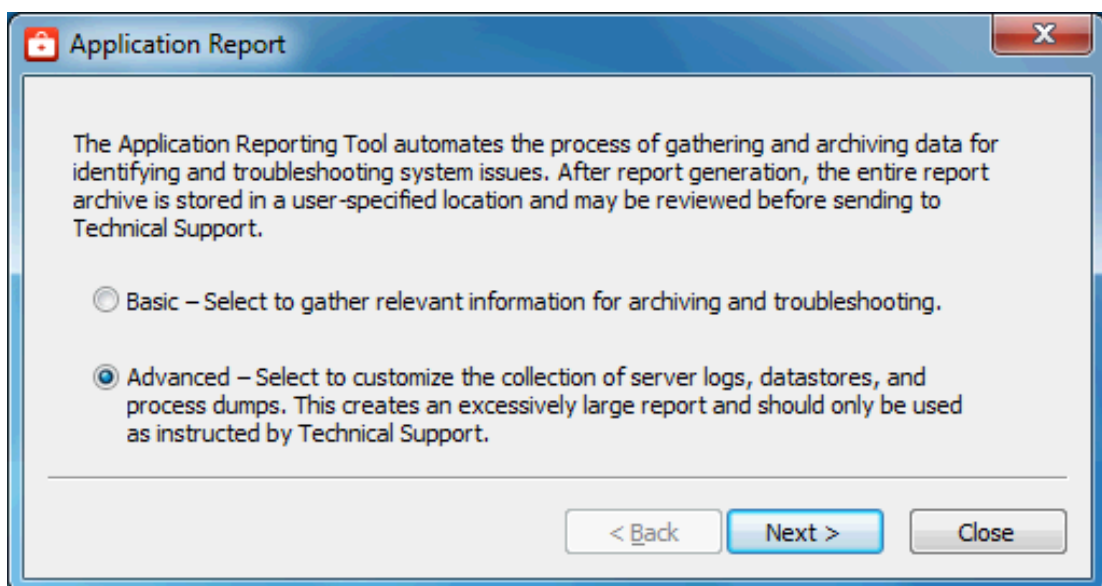 Application Report
The Application Reporting Tool automates the process of gathering and archiving data for
identifying and troubleshooting system issues. After report generation, the entire report
archive is stored in a user-specified location and may be reviewed before sending to
Technical Support.
Basic – Select to gather relevant information for archiving and troubleshooting.
Advanced – Select to customize the collection of server logs, datastores, and
process dumps. This creates an excessively large report and should only be used
as instructed by Technical Support.
< Back Next > Close